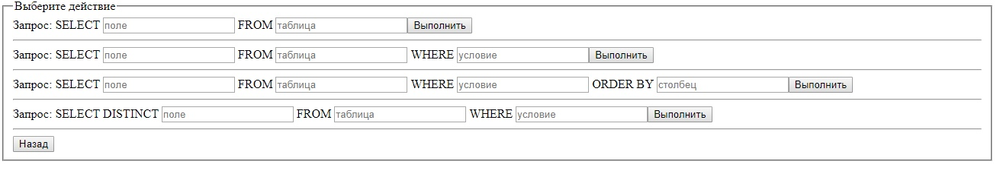 Выберите действие
Запрос: SELECT поле FROM таблица Выполнить
Запрос: SELECT поле FROM таблица WHERE условие Выполнить
Запрос: SELECT поле FROM таблица WHERE условие ORDER BY столбец Выполнить
Запрос: SELECT DISTINCT поле FROM таблица WHERE условие Выполнить
Назад